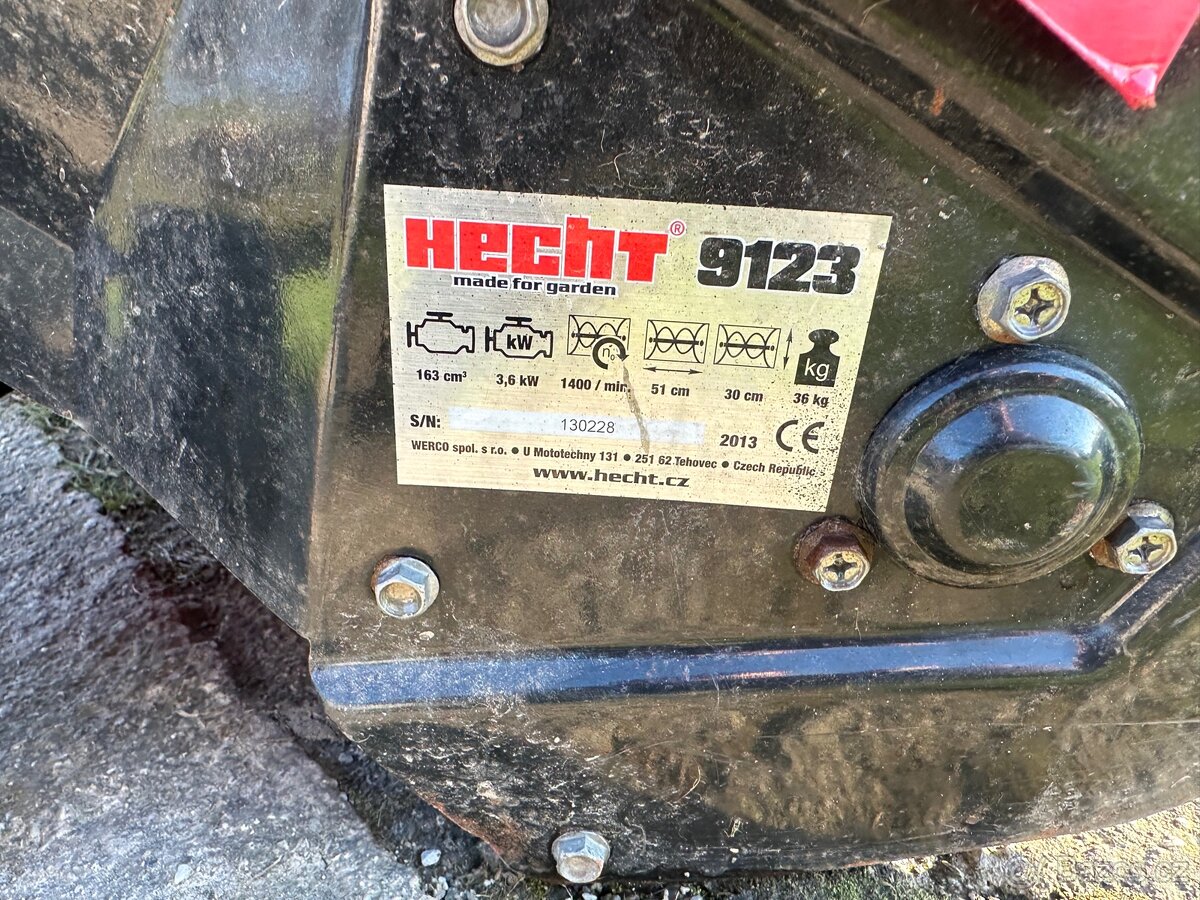 HECHT® 9123
made for garden
kW
n₀
kg
163 cm³ 3,6 kW 1400 / min. 51 cm 30 cm 36 kg
S/N: 130228 2013 CE
WERCO spol. s r.o. ● U Mototechny 131 ● 251 62 Tehovec ● Czech Republic
www.hecht.cz